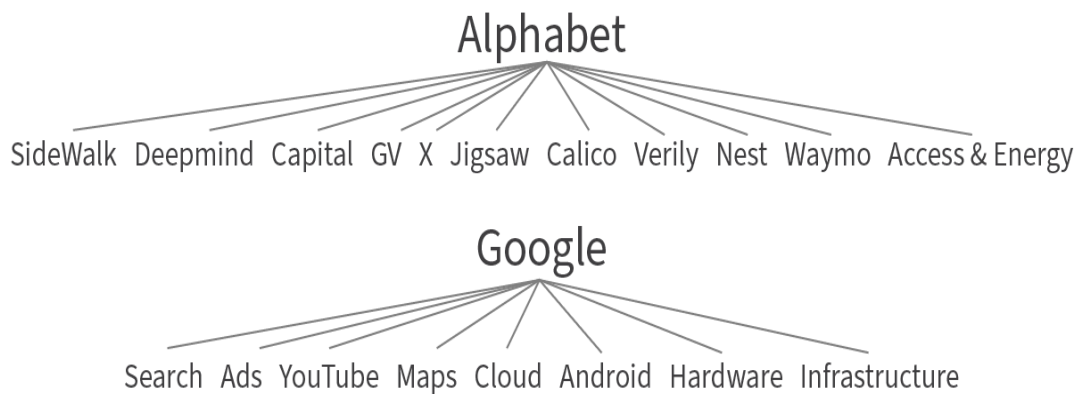 Alphabet
SideWalk Deepmind Capital GV X Jigsaw Calico Verily Nest Waymo Access & Energy
Google
Search Ads YouTube Maps Cloud Android Hardware Infrastructure